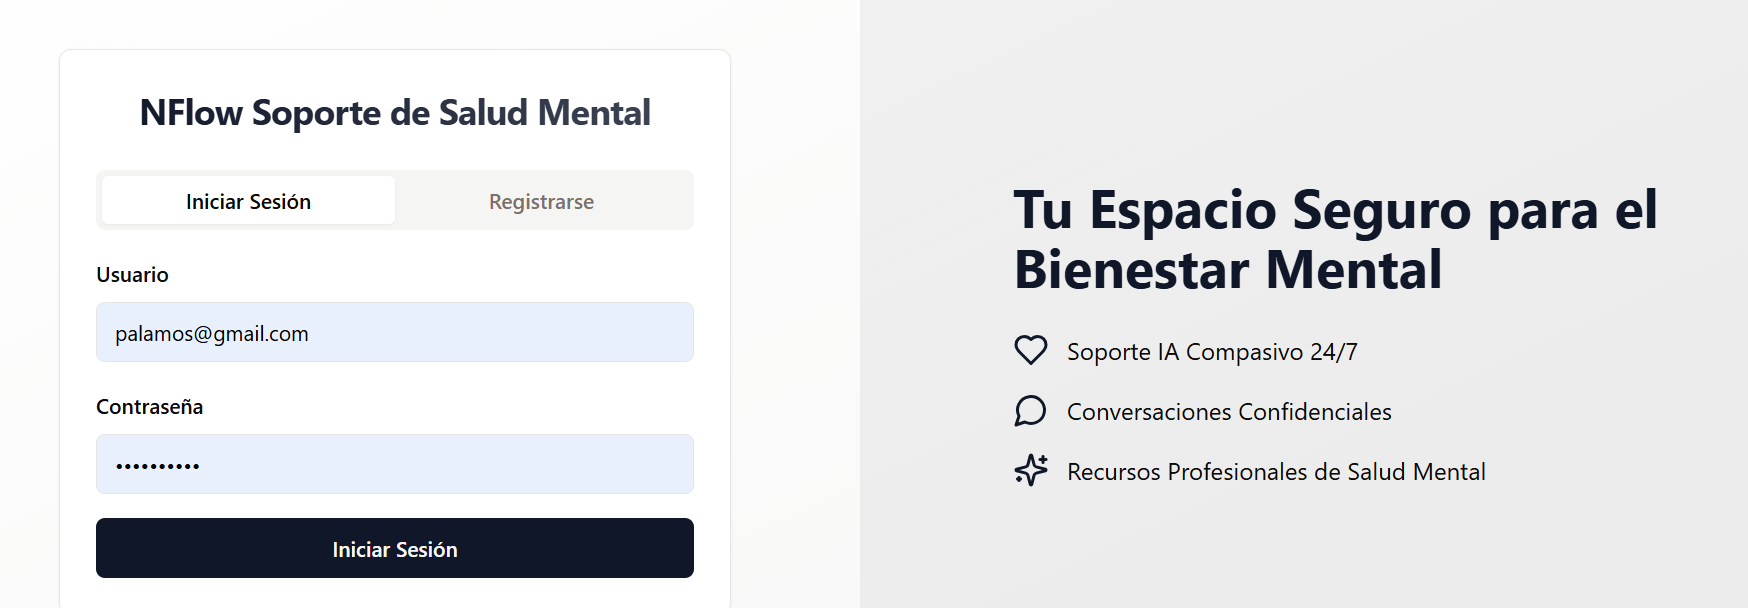 NFlow Soporte de Salud Mental
Iniciar Sesión
Registrarse
Usuario
palamos@gmail.com
Contraseña
••••••••••
Iniciar Sesión
Tu Espacio Seguro para el
Bienestar Mental
Soporte IA Compasivo 24/7
Conversaciones Confidenciales
Recursos Profesionales de Salud Mental